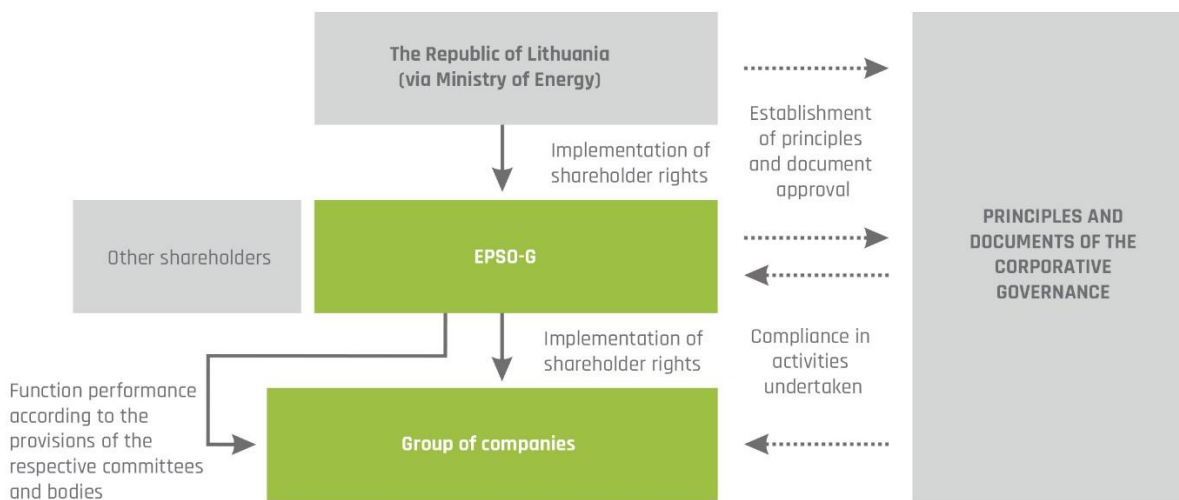 The Republic of Lithuania
(via Ministry of Energy)
Implementation of
shareholder rights
Establishment
of principles
and document
approval
Other shareholders
EPSO-G
PRINCIPLES AND
DOCUMENTS OF THE
CORPORATIVE
GOVERNANCE
Implementation of
shareholder rights
Compliance in
activities
undertaken
Function performance
according to the
provisions of the
respective committees
and bodies
Group of companies